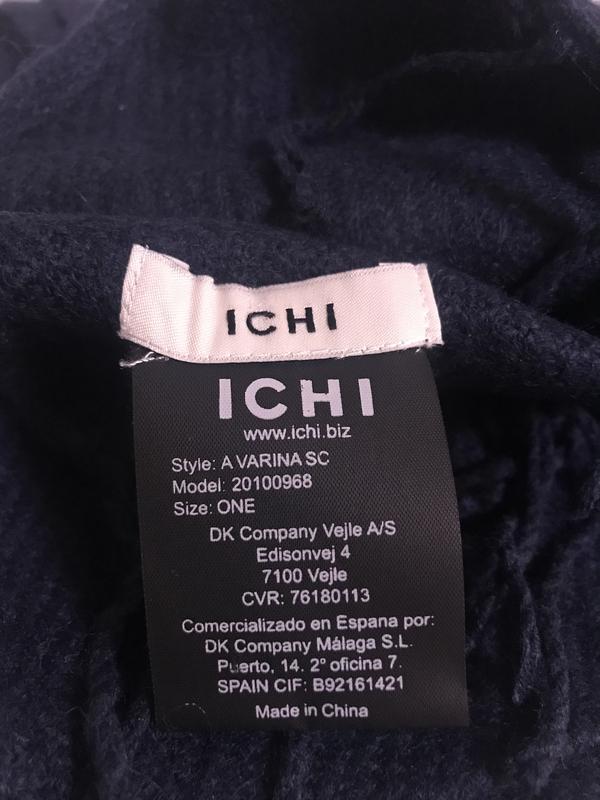 ICHI
ICHI
www.ichi.biz
Style: A VARINA SC
Model: 20100968
Size: ONE
DK Company Vejle A/S
Edisonvej 4
7100 Vejle
CVR: 76180113
Comercializado en Espana por:
DK Company Málaga S.L.
Puerto, 14. 2º oficina 7.
SPAIN CIF: B92161421
Made in China